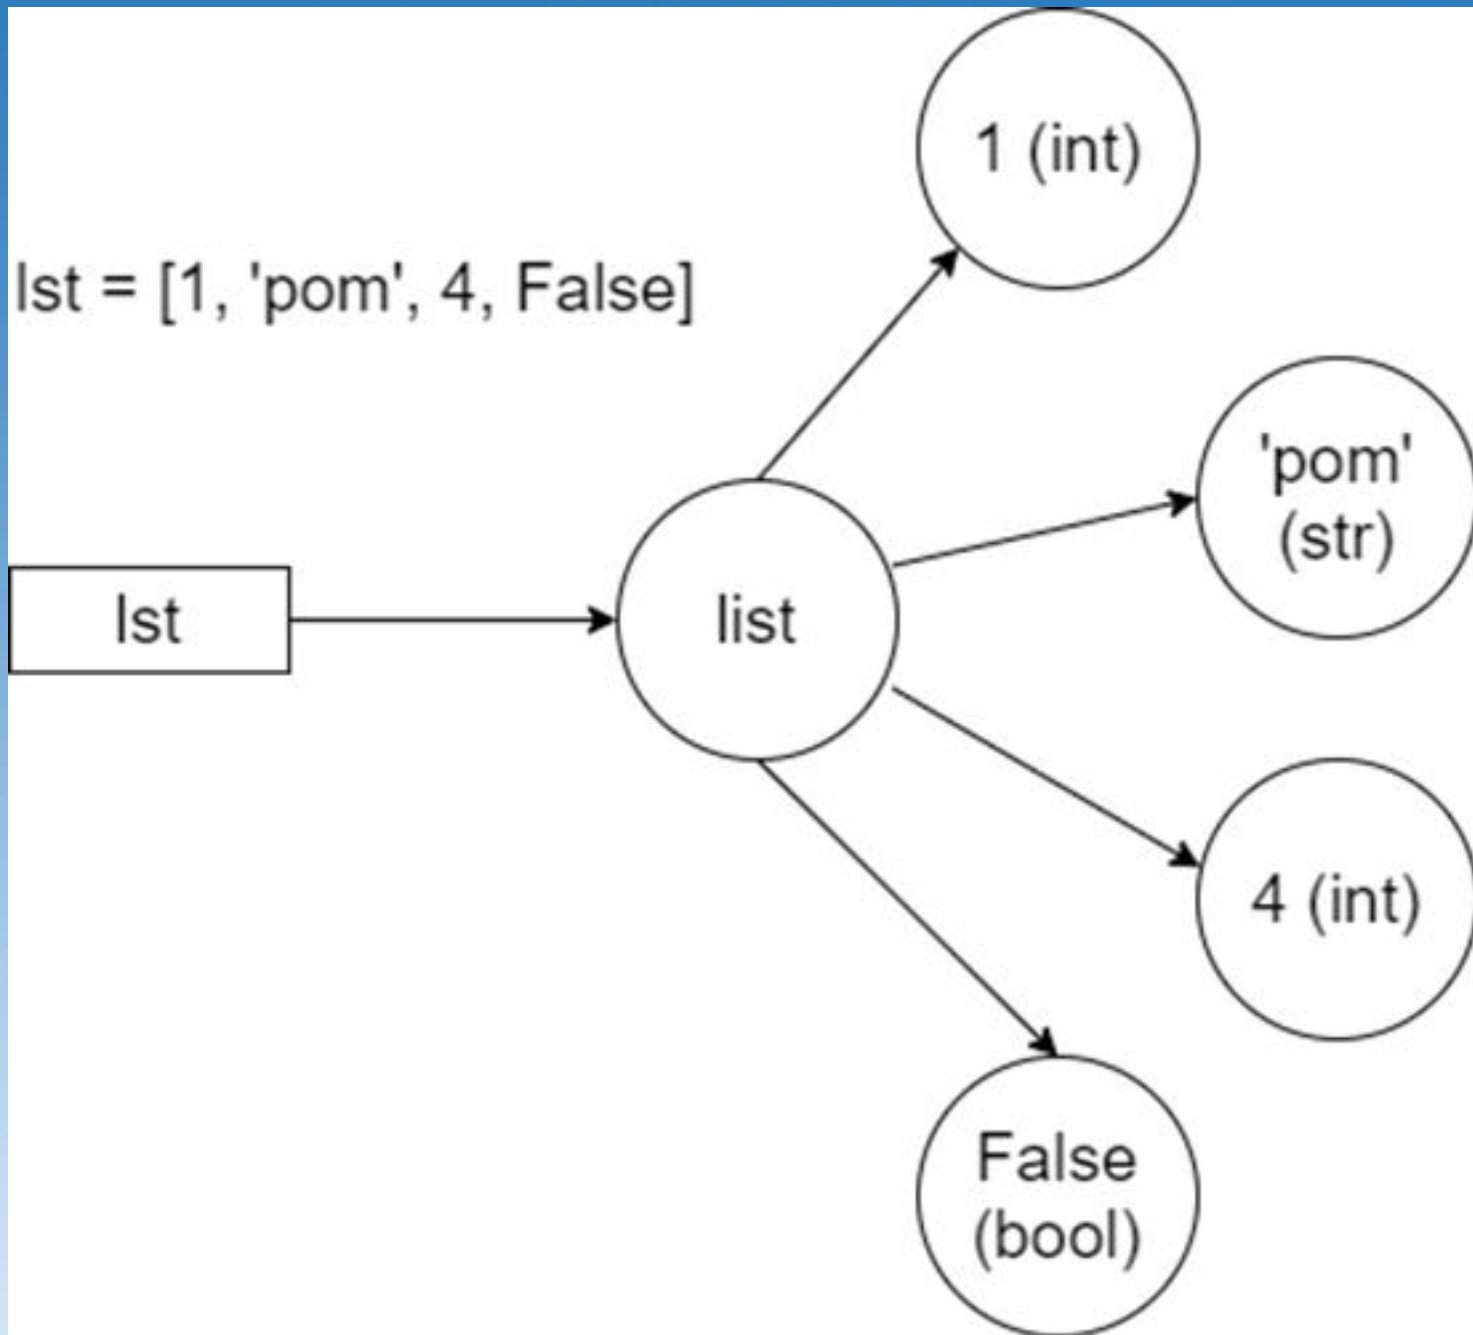 1 (int)
lst = [1, 'pom', 4, False]
'pom'
(str)
lst
list
4 (int)
False
(bool)